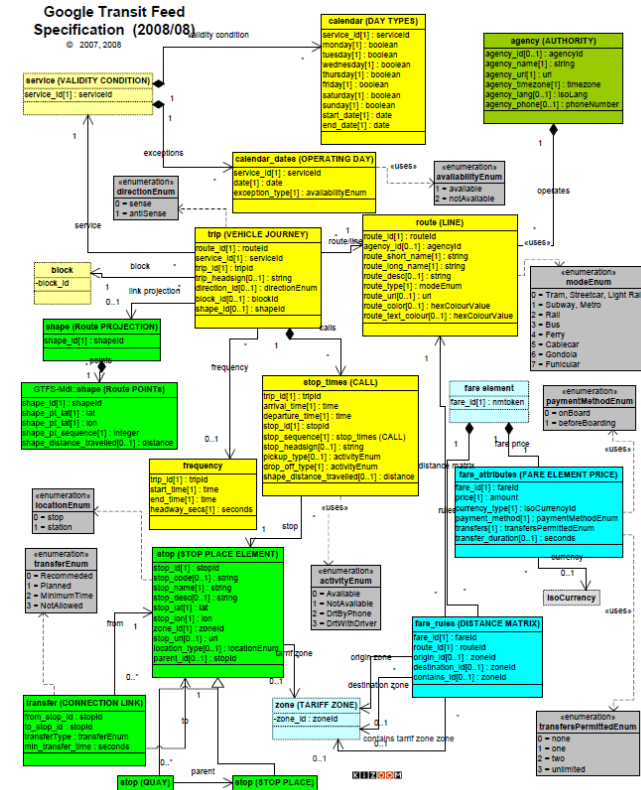 Google Transit Feed
Specification (2008/08)
© 2007, 2008
validity condition
calendar (DAY TYPES)
service_id[1] : serviceId
monday[1] : boolean
tuesday[1] : boolean
wednesday[1] : boolean
thursday[1] : boolean
friday[1] : boolean
saturday[1] : boolean
sunday[1] : boolean
start_date[1] : date
end_date[1] : date
agency (AUTHORITY)
agency_id[0..1] : agencyId
agency_name[1] : string
agency_url[1] : url
agency_timezone[1] : timezone
agency_lang[0..1] : isoLang
agency_phone[0..1] : phoneNumber
service (VALIDITY CONDITION)
service_id[1] : serviceId
exceptions
calendar_dates (OPERATING DAY)
service_id[1] : serviceId
date[1] : date
exception_type[1] : availabilityEnum
«uses»
«enumeration»
availabilityEnum
1 = available
2 = notAvailable
operates
«enumeration»
directionEnum
0 = sense
1 = antiSense
service
trip (VEHICLE JOURNEY)
route_id[1] : routeId
service_id[1] : serviceId
trip_id[1] : tripId
trip_headsign[0..1] : string
direction_id[0..1] : directionEnum
block_id[0..1] : blockId
shape_id[0..1] : shapeId
route/line
route (LINE)
route_id[1] : routeId
agency_id[0..1] : agencyId
route_short_name[1] : string
route_long_name[1] : string
route_desc[0..1] : string
route_type[1] : modeEnum
route_url[0..1] : url
route_color[0..1] : hexColourValue
route_text_colour[0..1] : hexColourValue
«uses»
«enumeration»
modeEnum
0 = Tram, Streetcar, Light Rail
1 = Subway, Metro
2 = Rail
3 = Bus
4 = Ferry
5 = Cablecar
6 = Gondola
7 = Funicular
block
-block_id
block
link projection
0..1
shape (Route PROJECTION)
shape_id[1] : shapeId
points
GTFS-Mdl::shape (Route POINTs)
shape_id[1] : shapeId
shape_pt_lat[1] : lat
shape_pt_lat[1] : lon
shape_pt_sequence[1] : integer
shape_distance_travelled[0..1] : distance
calls
frequency
0..1
stop_times (CALL)
trip_id[1] : tripId
arrival_time[1] : time
departure_time[1] : time
stop_id[1] : stopId
stop_sequence[1] : stop_times (CALL)
stop_headsign[0..1] : string
pickup_type[0..1] : activityEnum
drop_off_type[0..1] : activityEnum
shape_distance_travelled[0..1] : distance
fare element
fare_id[1] : nmtoken
«enumeration»
paymentMethodEnum
0 = onBoard
1 = beforeBoarding
fare price
distance matrix
rules
fare_attributes (FARE ELEMENT PRICE)
fare_id[1] : fareId
price[1] : amount
currency_type[1] : IsoCurrencyId
payment_method[1] : paymentMethodEnum
transfers[1] : transfersPermittedEnum
transfer_duration[0..1] : seconds
«uses»
currency
IsoCurrency
«uses»
frequency
trip_id[1] : tripId
start_time[1] : time
end_time[1] : time
headway_secs[1] : seconds
«enumeration»
locationEnum
0 = stop
1 = station
«enumeration»
transferEnum
0 = Recommeded
1 = Planned
2 = MinimumTime
3 = NotAllowed
stop
«uses»
«enumeration»
activityEnum
0 = Available
1 = NotAvailable
2 = DrtByPhone
3 = DrtWithDriver
stop (STOP PLACE ELEMENT)
stop_id[1] : stopId
stop_code[0..1] : string
stop_name[1] : string
stop_desc[0..1] : string
stop_lat[1] : lat
stop_lon[1] : lon
zone_id[1] : zoneId
stop_url[0..1] : url
location_type[0..1] : locationEnum
parent_id[0..1] : stopId
from
0..*
tarrif zone
0..1
origin zone
destination zone
fare_rules (DISTANCE MATRIX)
fare_id[1] : fareId
route_id[1] : routeId
origin_id[0..1] : zoneId
destination_id[0..1] : zoneId
contains_id[0..1] : zoneId
zone (TARIFF ZONE)
-zone_id : zoneId
0..1
0..1
contains tarrif zone zone
0..1
«enumeration»
transfersPermittedEnum
0 = none
1 = one
2 = two
3 = unlimited
transfer (CONNECTION LINK)
from_stop_id : stopId
to_stop_id : stopId
transferType : transferEnum
min_transfer_time : seconds
to
0..*
stop (QUAY)
parent
stop (STOP PLACE)
KIZOOM